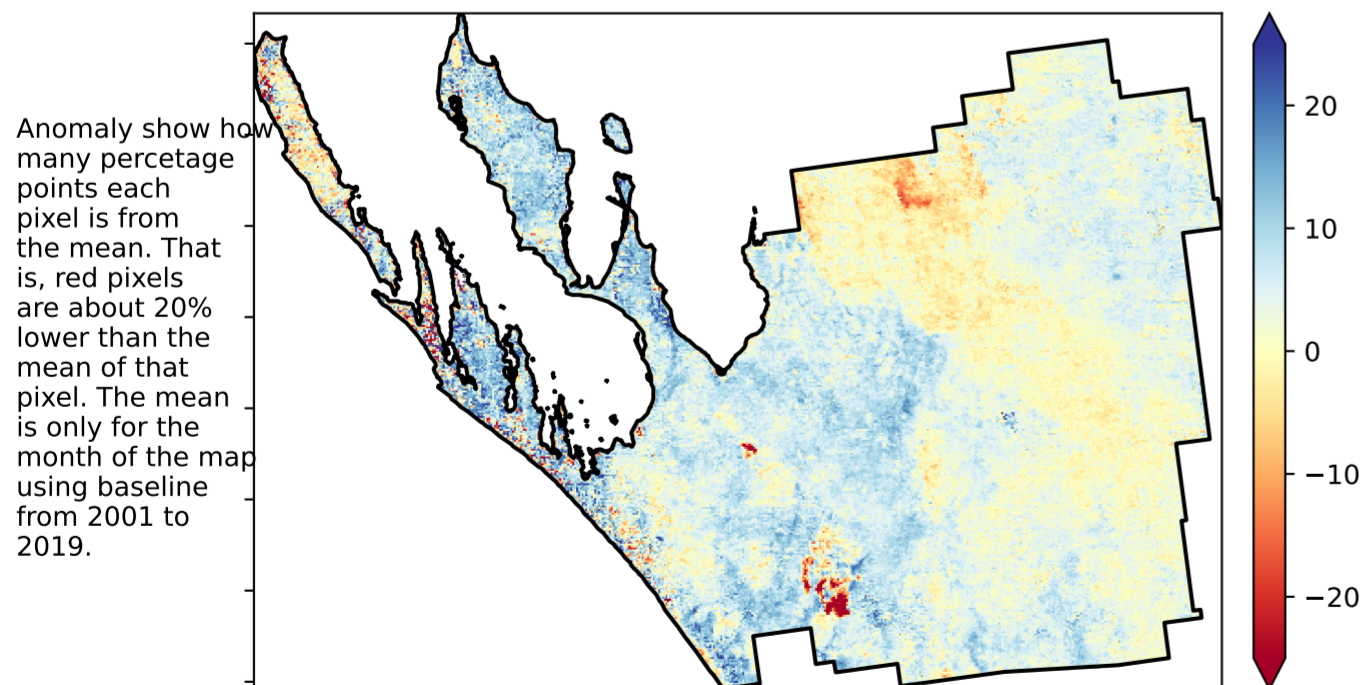 Anomaly show how
many percetage
points each
pixel is from
the mean. That
is, red pixels
are about 20%
lower than the
mean of that
pixel. The mean
is only for the
month of the map
using baseline
from 2001 to
2019.
20
10
0
−10
−20